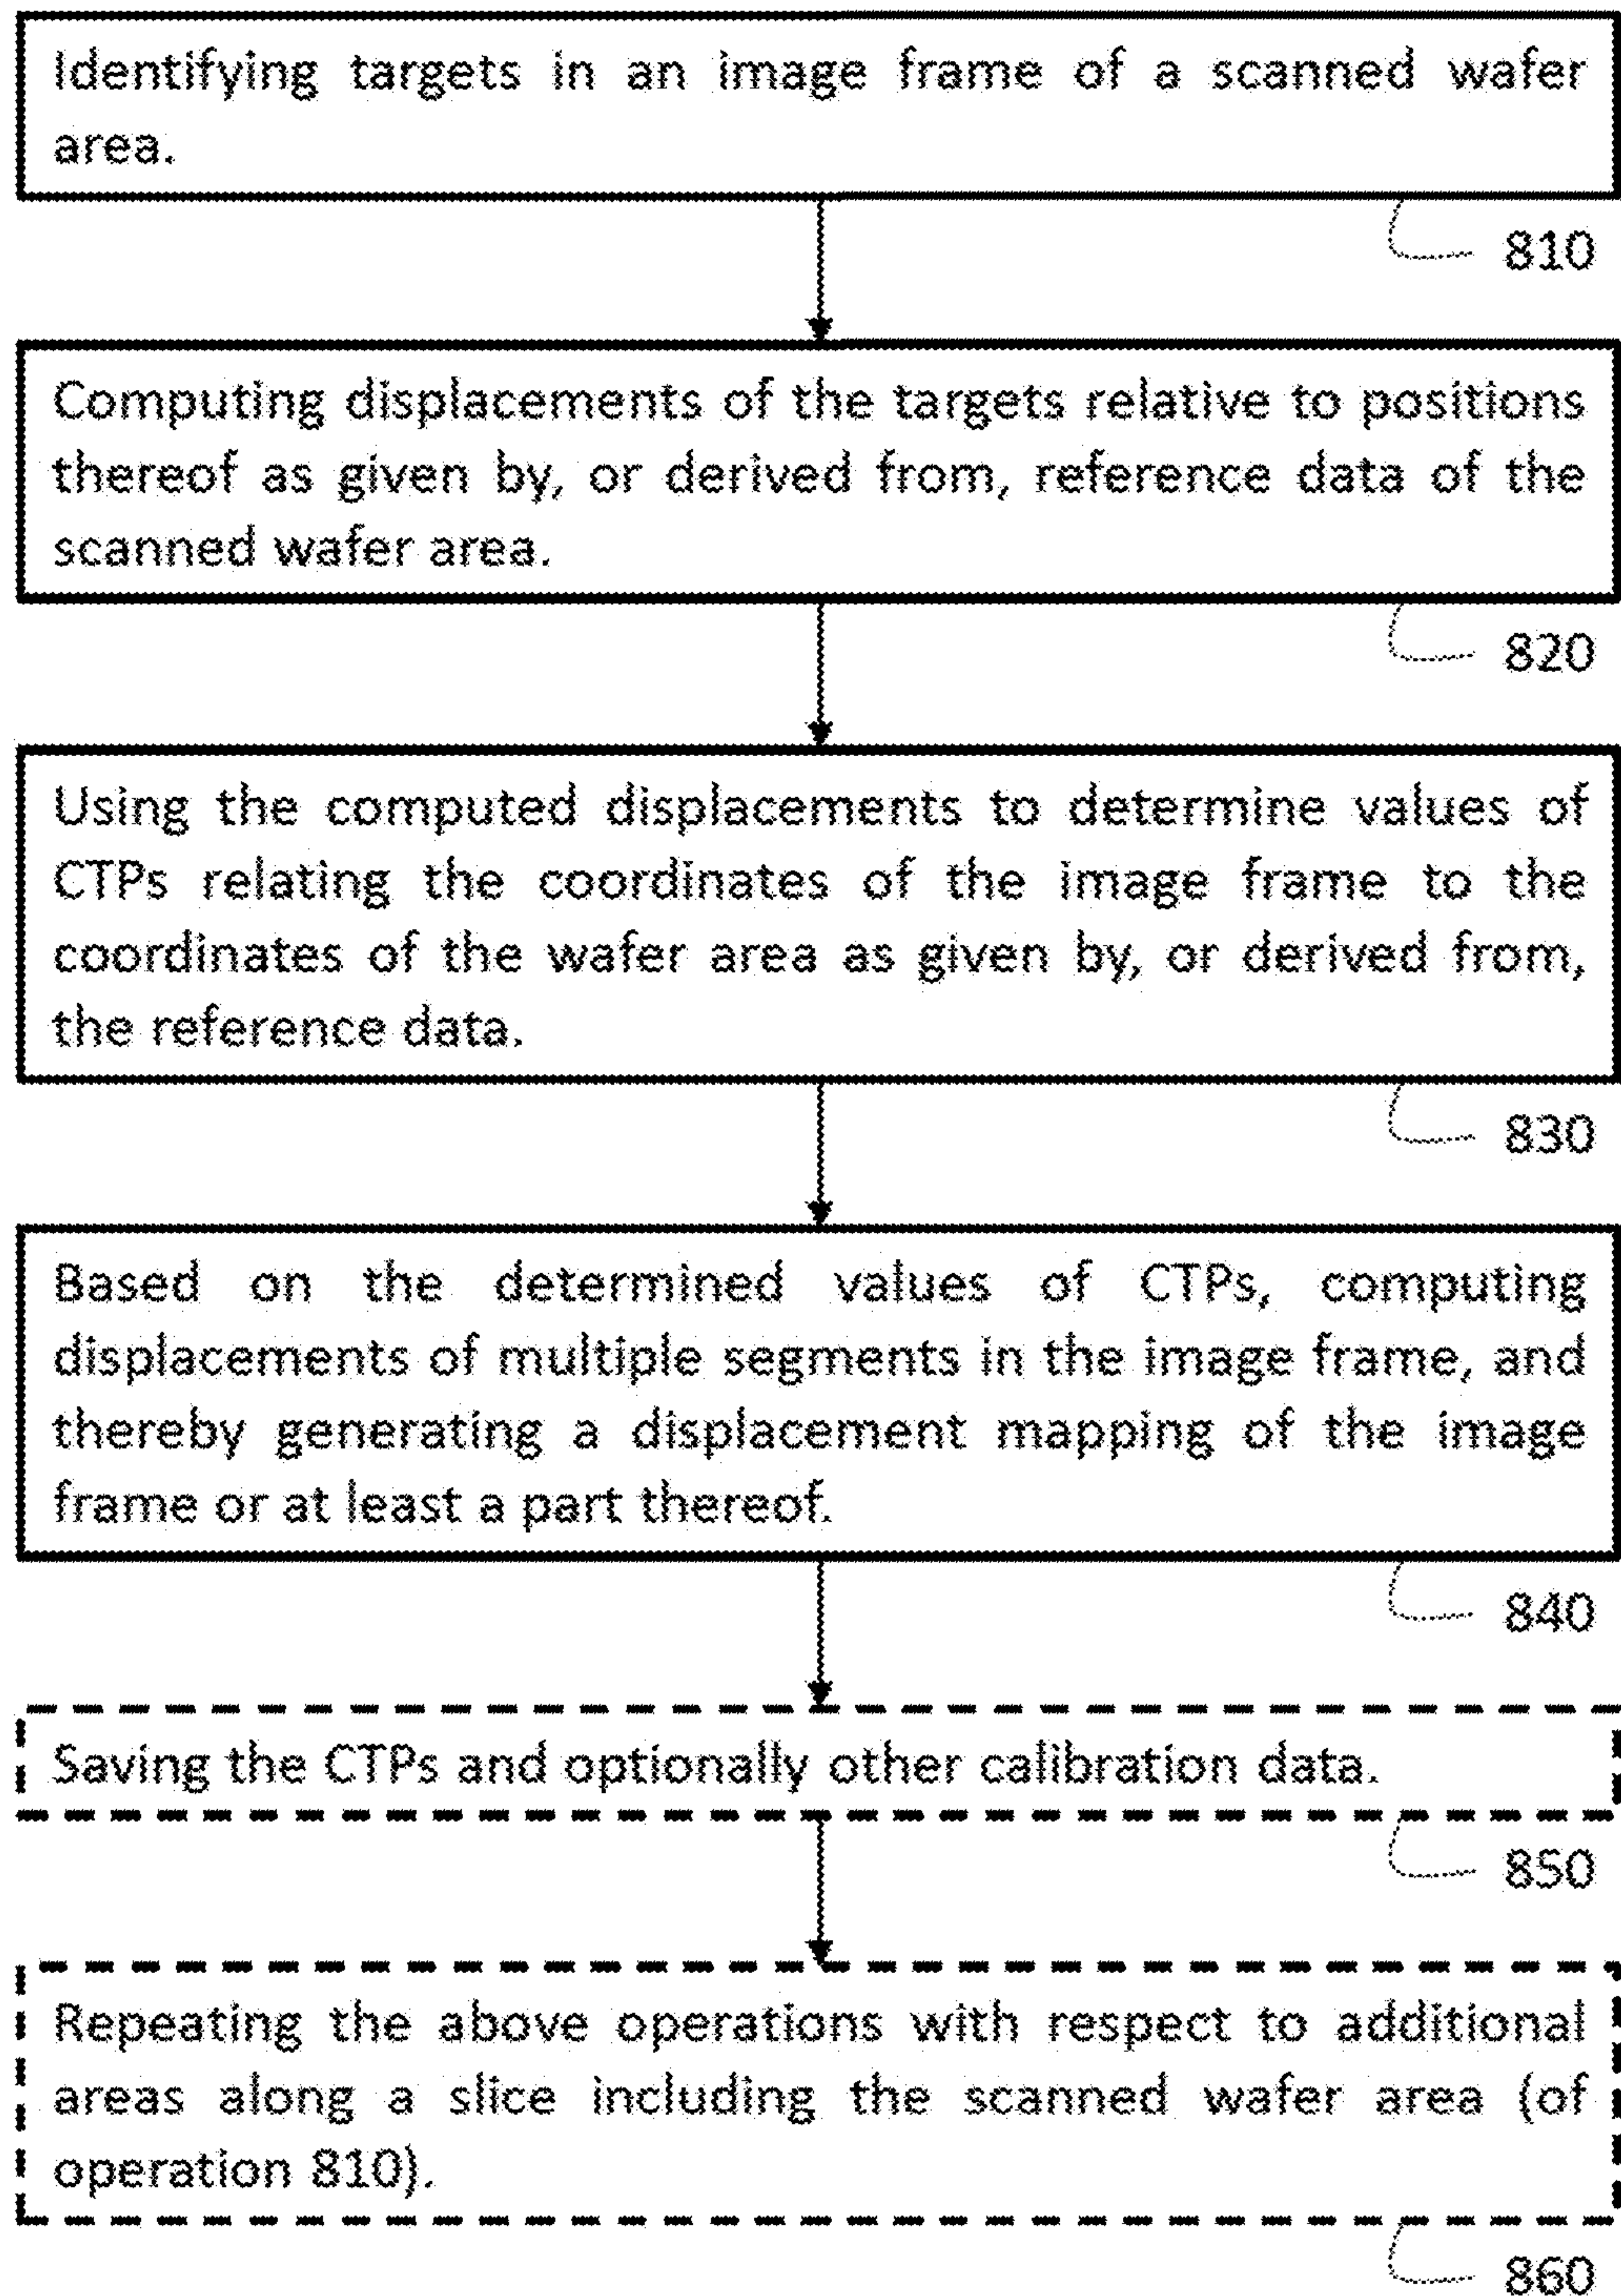 Identifying targets in an image frame of a scanned wafer
area.
810
Computing displacements of the targets relative to positions
thereof as given by, or derived from, reference data of the
scanned wafer area.
820
Using the computed displacements to determine values of
CTPs relating the coordinates of the image frame to the
coordinates of the wafer area as given by, or derived from,
the reference data.
830
Based on the determined values of CTPs, computing
displacements of multiple segments in the image frame, and
thereby generating a displacement mapping of the image
frame or at least a part thereof.
840
Saving the CTPs and optionally other calibration data.
850
Repeating the above operations with respect to additional
areas along a slice including the scanned wafer area (of
operation 810).
860